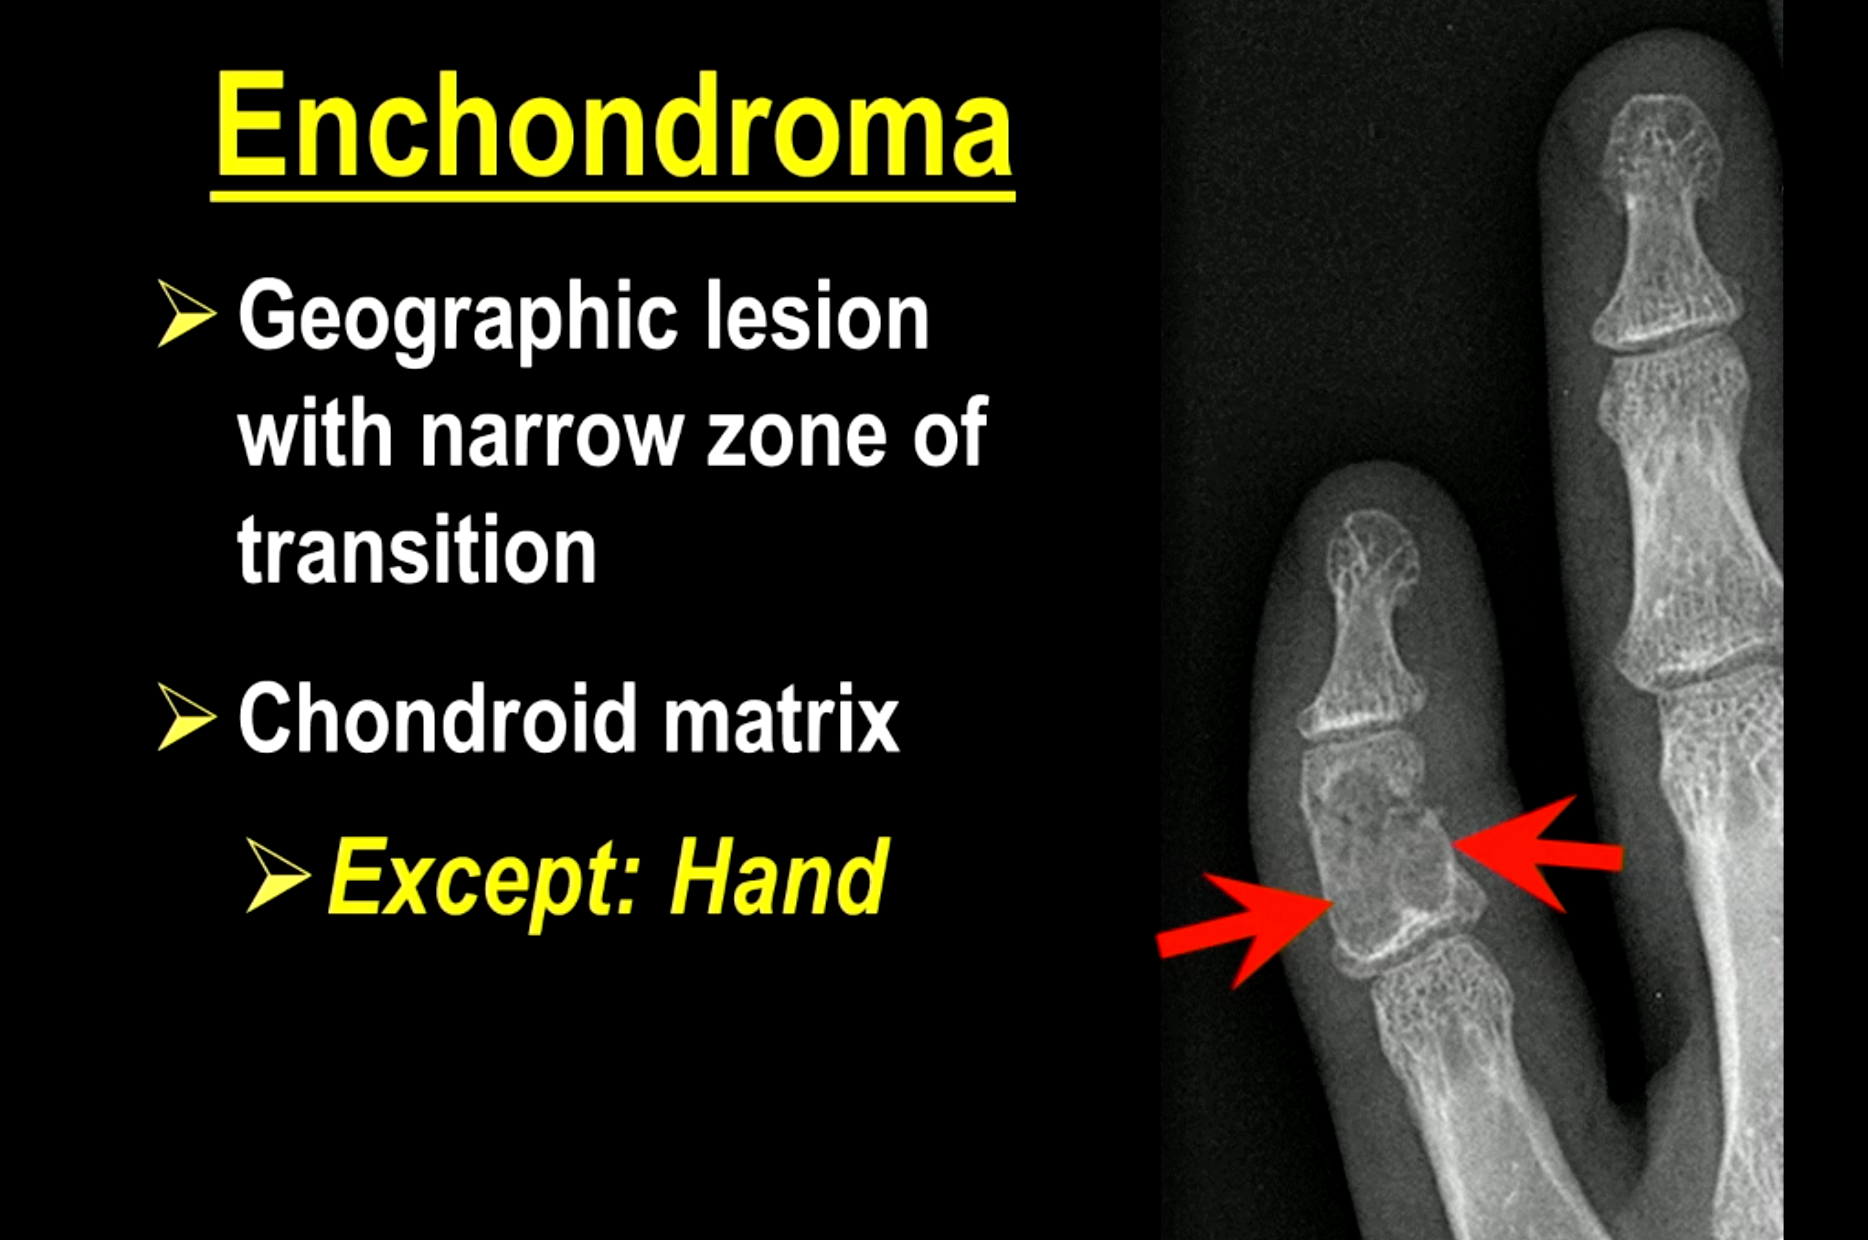 Enchondroma
Geographic lesion
with narrow zone of
transition
Chondroid matrix
Except: Hand